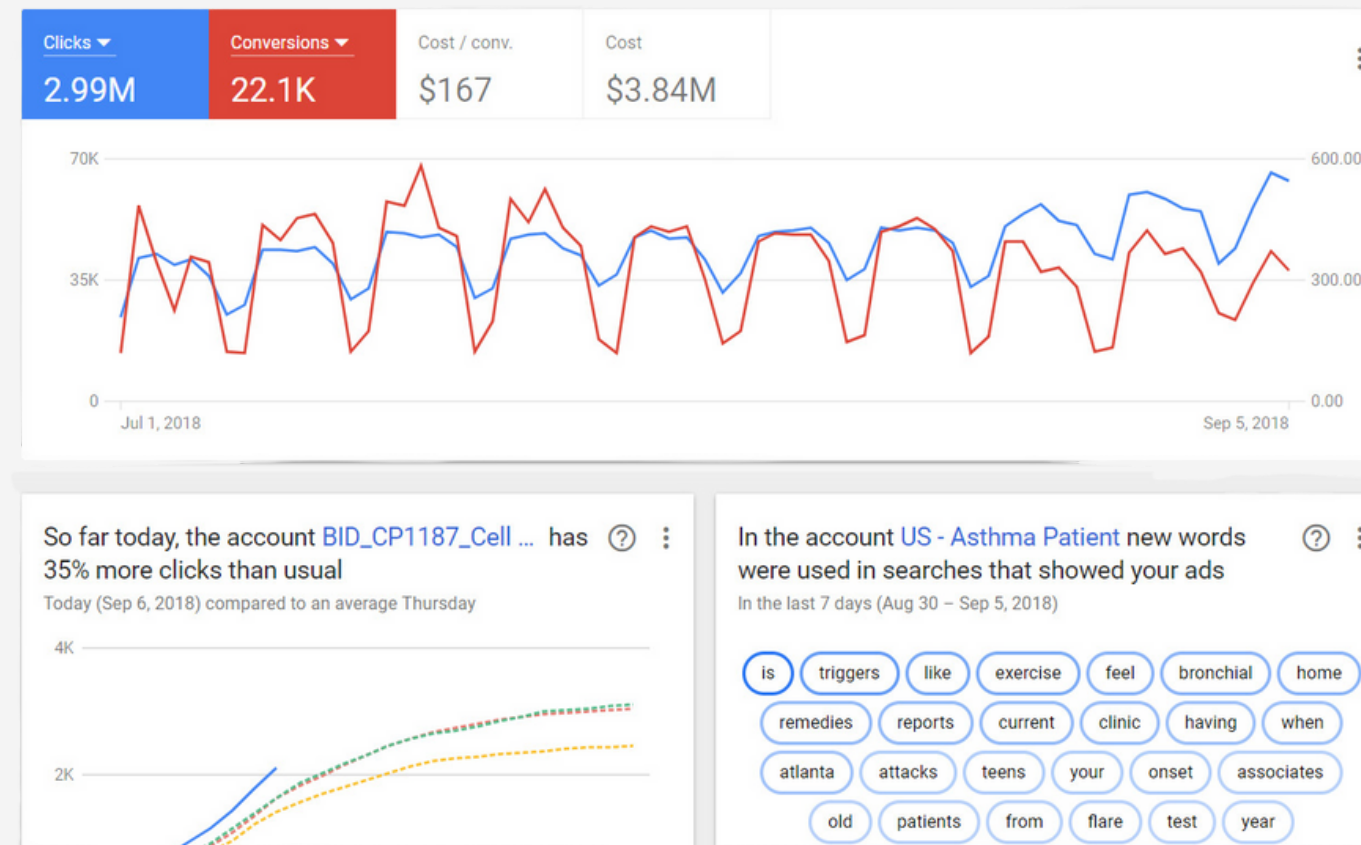 Clicks
Conversions
Cost / conv.
Cost
2.99M
22.1K
$167
$3.84M
70K
600.00
35K
300.00
0
0.00
Jul 1, 2018
Sep 5, 2018
So far today, the account BID_CP1187_Cell ... has
35% more clicks than usual
Today (Sep 6, 2018) compared to an average Thursday
4K
2K
In the account US - Asthma Patient new words
were used in searches that showed your ads
In the last 7 days (Aug 30 – Sep 5, 2018)
is triggers like exercise feel bronchial home
remedies reports current clinic having when
atlanta attacks teens your onset associates
old patients from flare test year